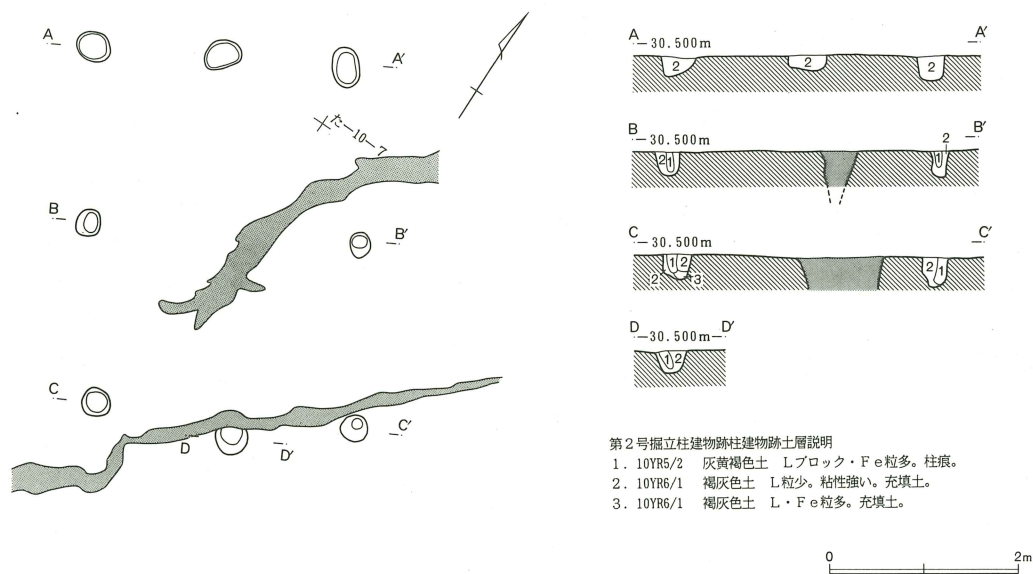 A
A′
た-10-7
B
B′
C
C′
D
D′
A
30.500m
A′
2
2
2
B
30.500m
2
B′
2 1
1
C
30.500m
C′
1 2
2 1
2
3
D
30.500m
D′
1 2
第2号掘立柱建物跡柱建物跡土層説明
1. 10YR5/2 灰黄褐色土 Lブロック・Fe粒多。柱痕。
2. 10YR6/1 褐灰色土 L粒少。粘性強い。充填土。
3. 10YR6/1 褐灰色土 L・Fe粒多。充填土。
0
2m